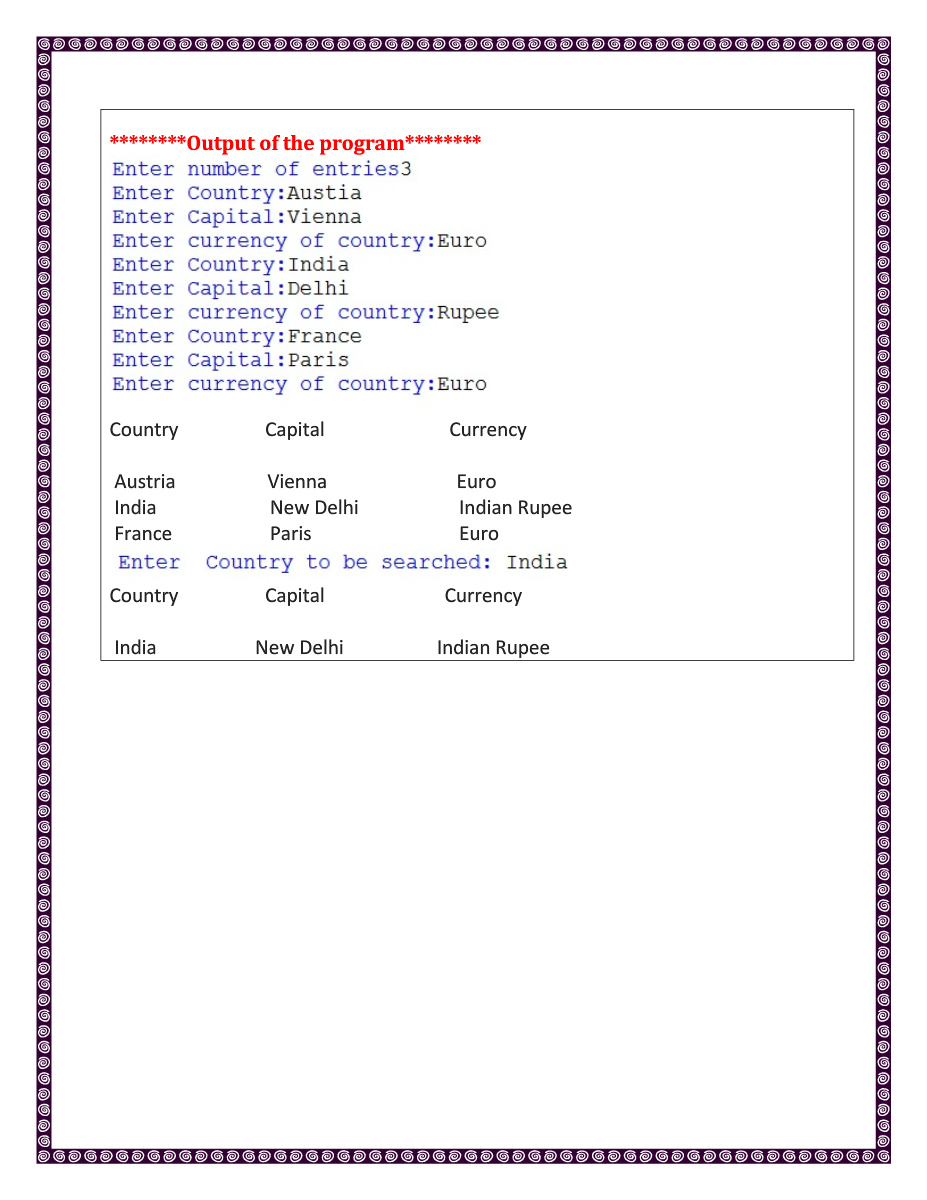 ********Output of the program********
Enter number of entries3
Enter Country:Austia
Enter Capital:Vienna
Enter currency of country:Euro
Enter Country:India
Enter Capital:Delhi
Enter currency of country:Rupee
Enter Country:France
Enter Capital:Paris
Enter currency of country:Euro
Country Capital Currency
Austria Vienna Euro
India New Delhi Indian Rupee
France Paris Euro
Enter Country to be searched: India
Country Capital Currency
India New Delhi Indian Rupee